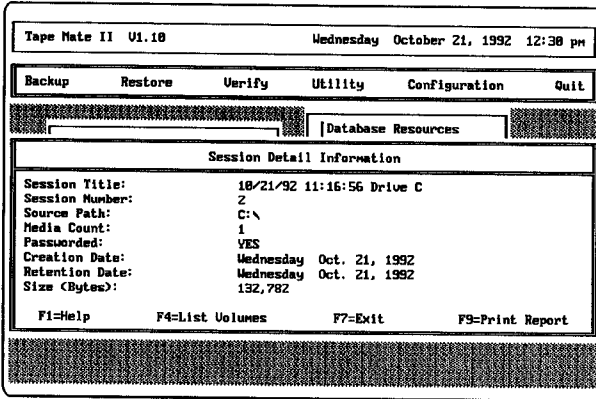 Tape Mate II V1.10 Wednesday October 21, 1992 12:30 pm
Backup Restore Verify Utility Configuration Quit
Database Resources
Session Detail Information
Session Title: 10/21/92 11:16:56 Drive C
Session Number: 2
Source Path: C:\
Media Count: 1
Passworded: YES
Creation Date: Wednesday Oct. 21, 1992
Retention Date: Wednesday Oct. 21, 1992
Size (Bytes): 132,782
F1=Help F4=List Volumes F7=Exit F9=Print Report